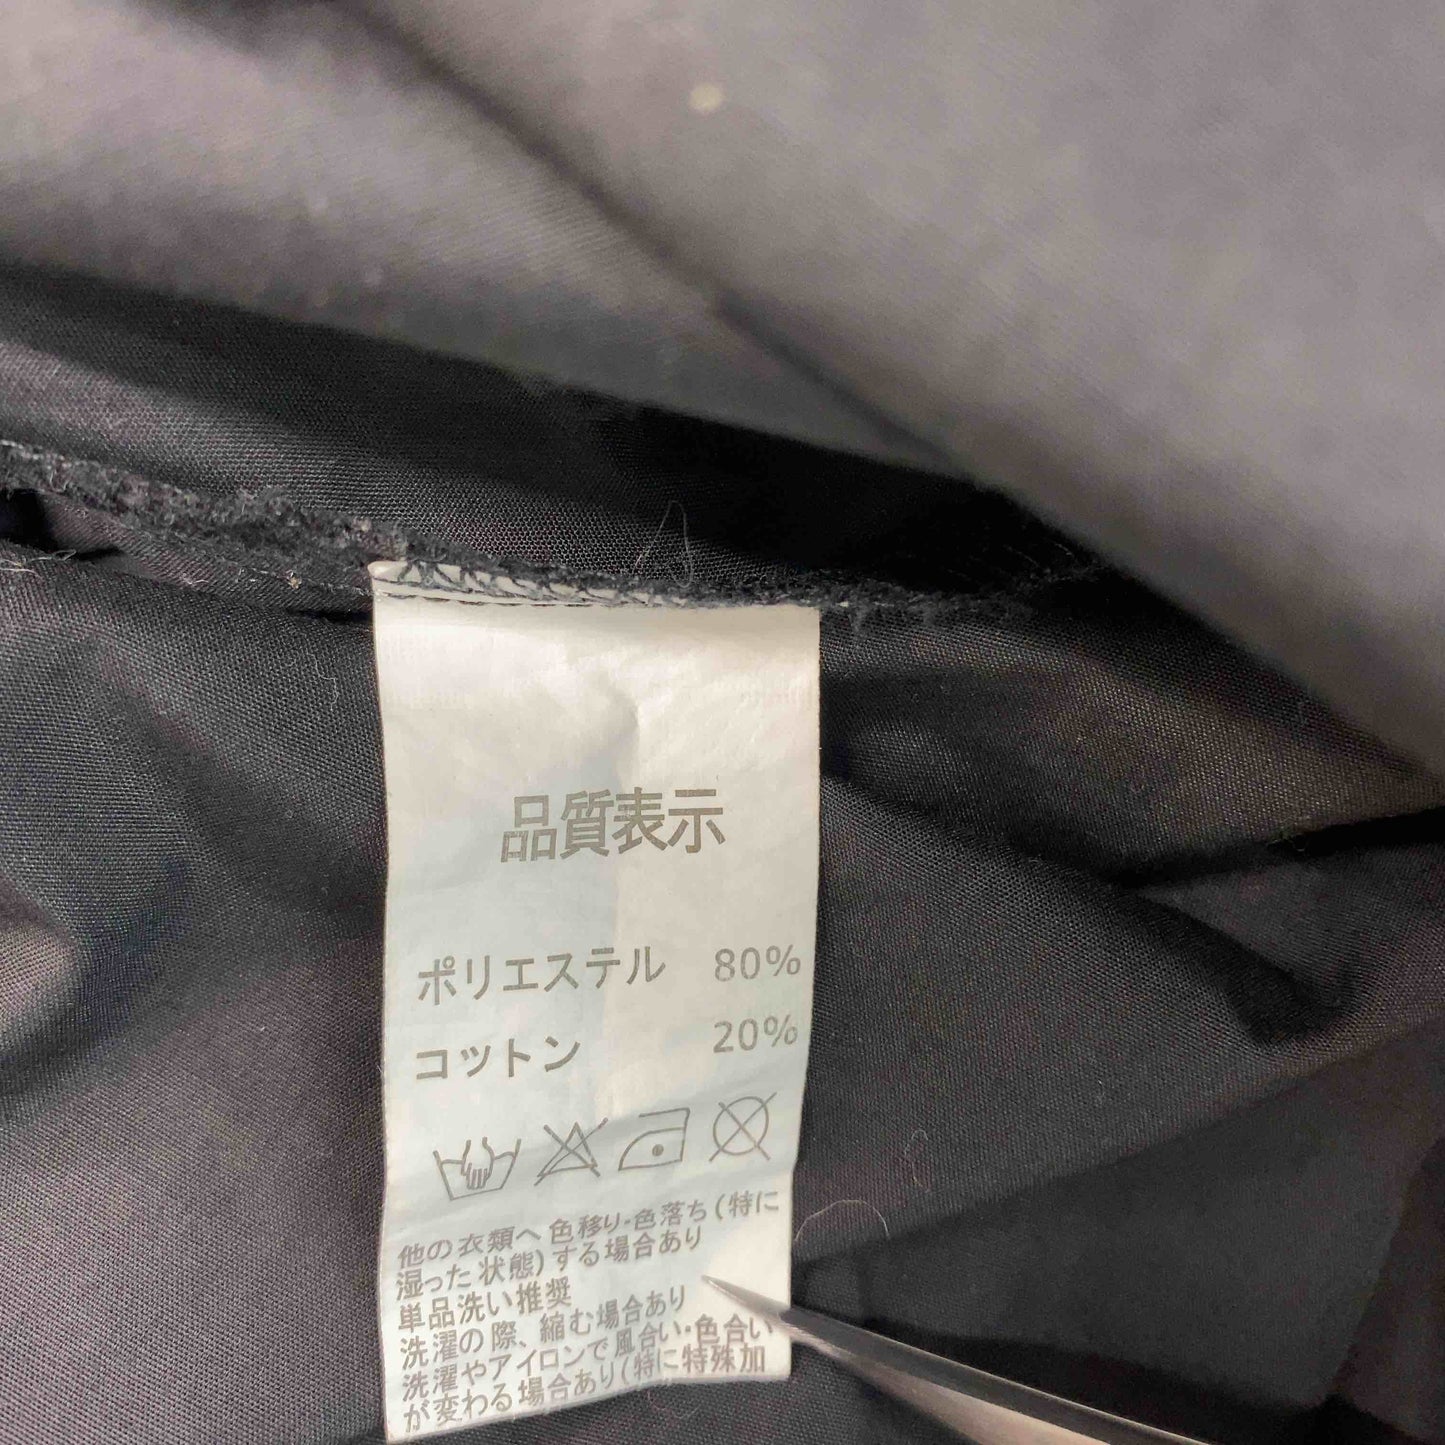 品質表示
ポリエステル 80%
コットン 20%
他の衣類へ色移り・色落ち(特に
湿った状態)する場合あり
単品洗い推奨
洗濯の際、縮む場合あり
洗濯やアイロンで風合い・色合い
が変わる場合あり(特に特殊加